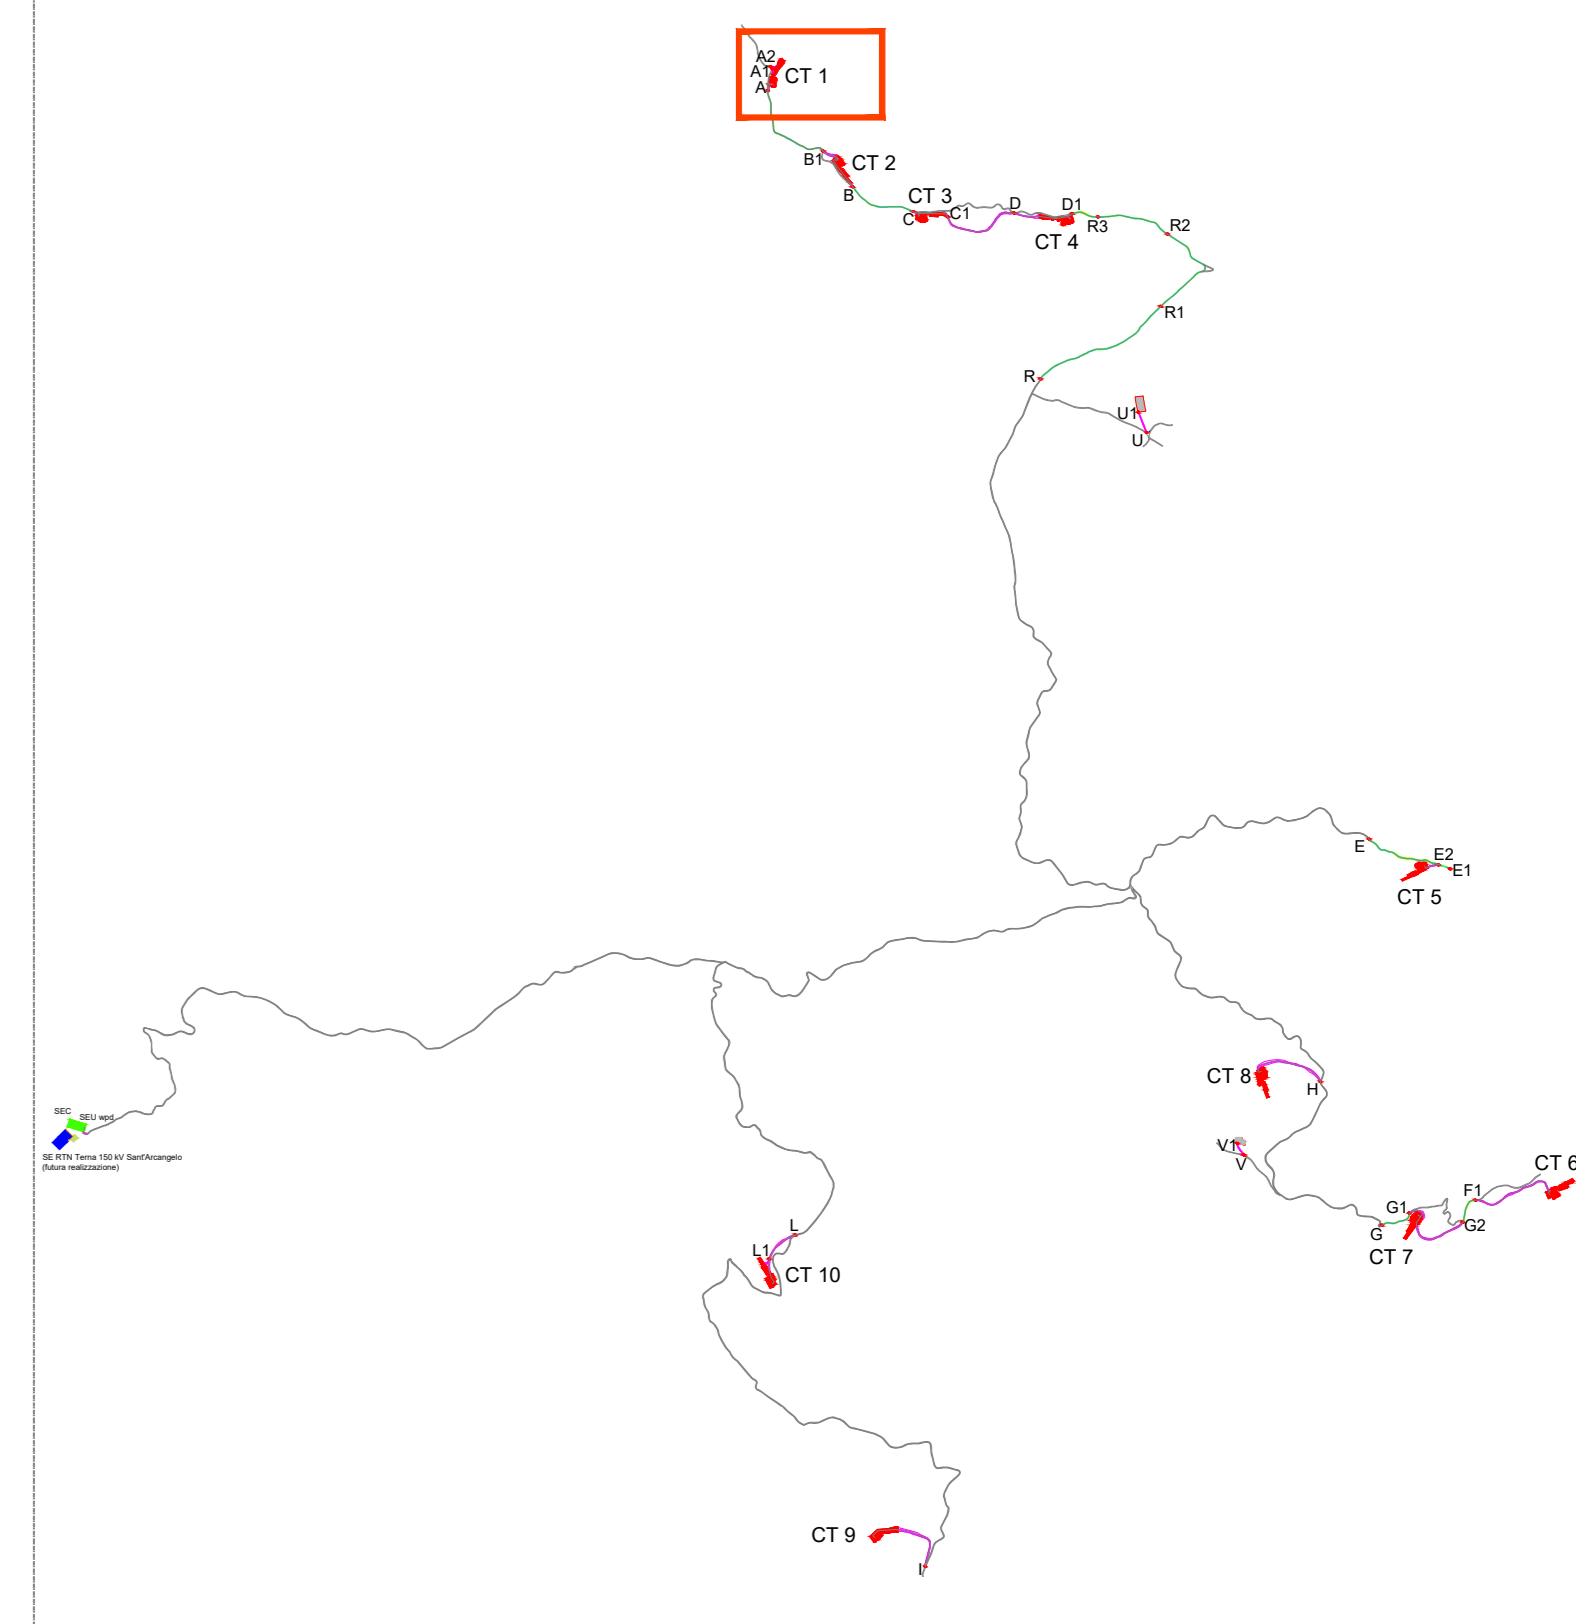 A2
A1
CT 1
A
B1
CT 2
B
CT 3
C
C1
D
D1
R3
R2
CT 4
R1
R
U1
U
E
E2
E1
CT 5
CT 8
H
V1
V
CT 6
F1
G1
G
G2
CT 7
SEC
SEU wpd
SE RTN Terna 150 kV Sant'Arcangelo
(futura realizzazione)
L
L1
CT 10
CT 9
I